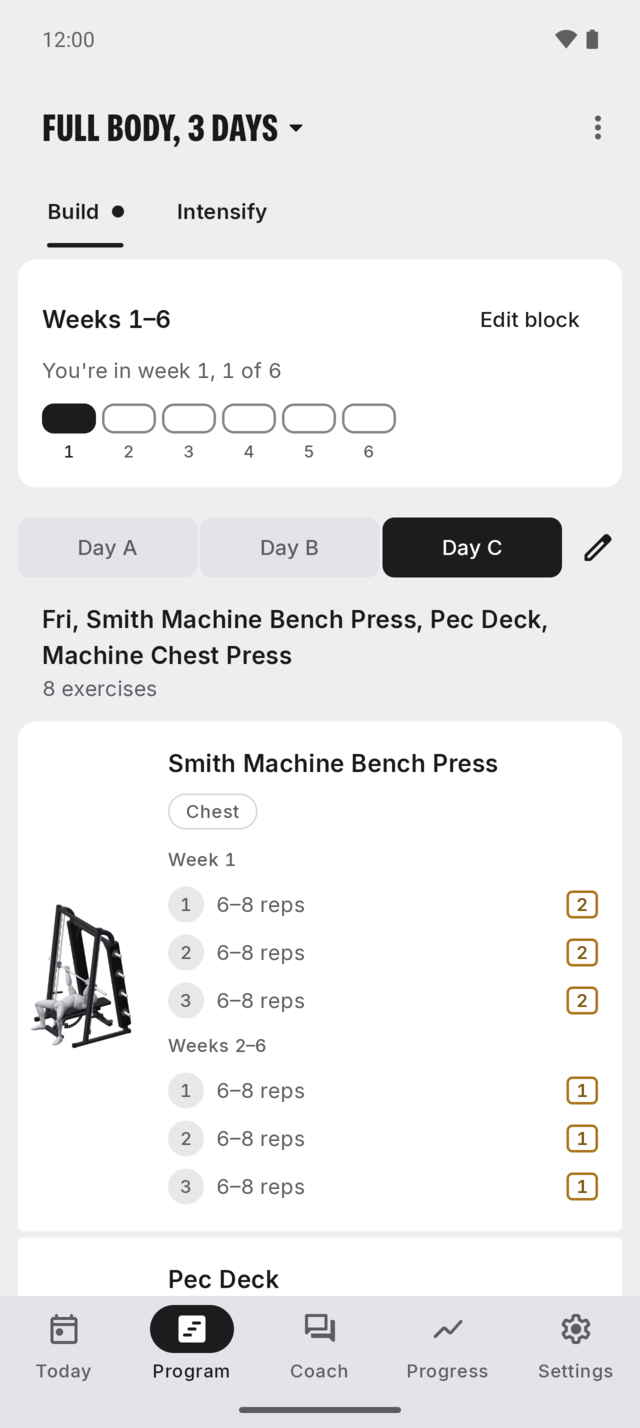 12:00
FULL BODY, 3 DAYS
Build
Intensify
Weeks 1–6
Edit block
You're in week 1, 1 of 6
1 2 3 4 5 6
Day A
Day B
Day C
Fri, Smith Machine Bench Press, Pec Deck,
Machine Chest Press
8 exercises
Smith Machine Bench Press
Chest
Week 1
1 6–8 reps 2
2 6–8 reps 2
3 6–8 reps 2
Weeks 2–6
1 6–8 reps 1
2 6–8 reps 1
3 6–8 reps 1
Pec Deck
Today
Program
Coach
Progress
Settings